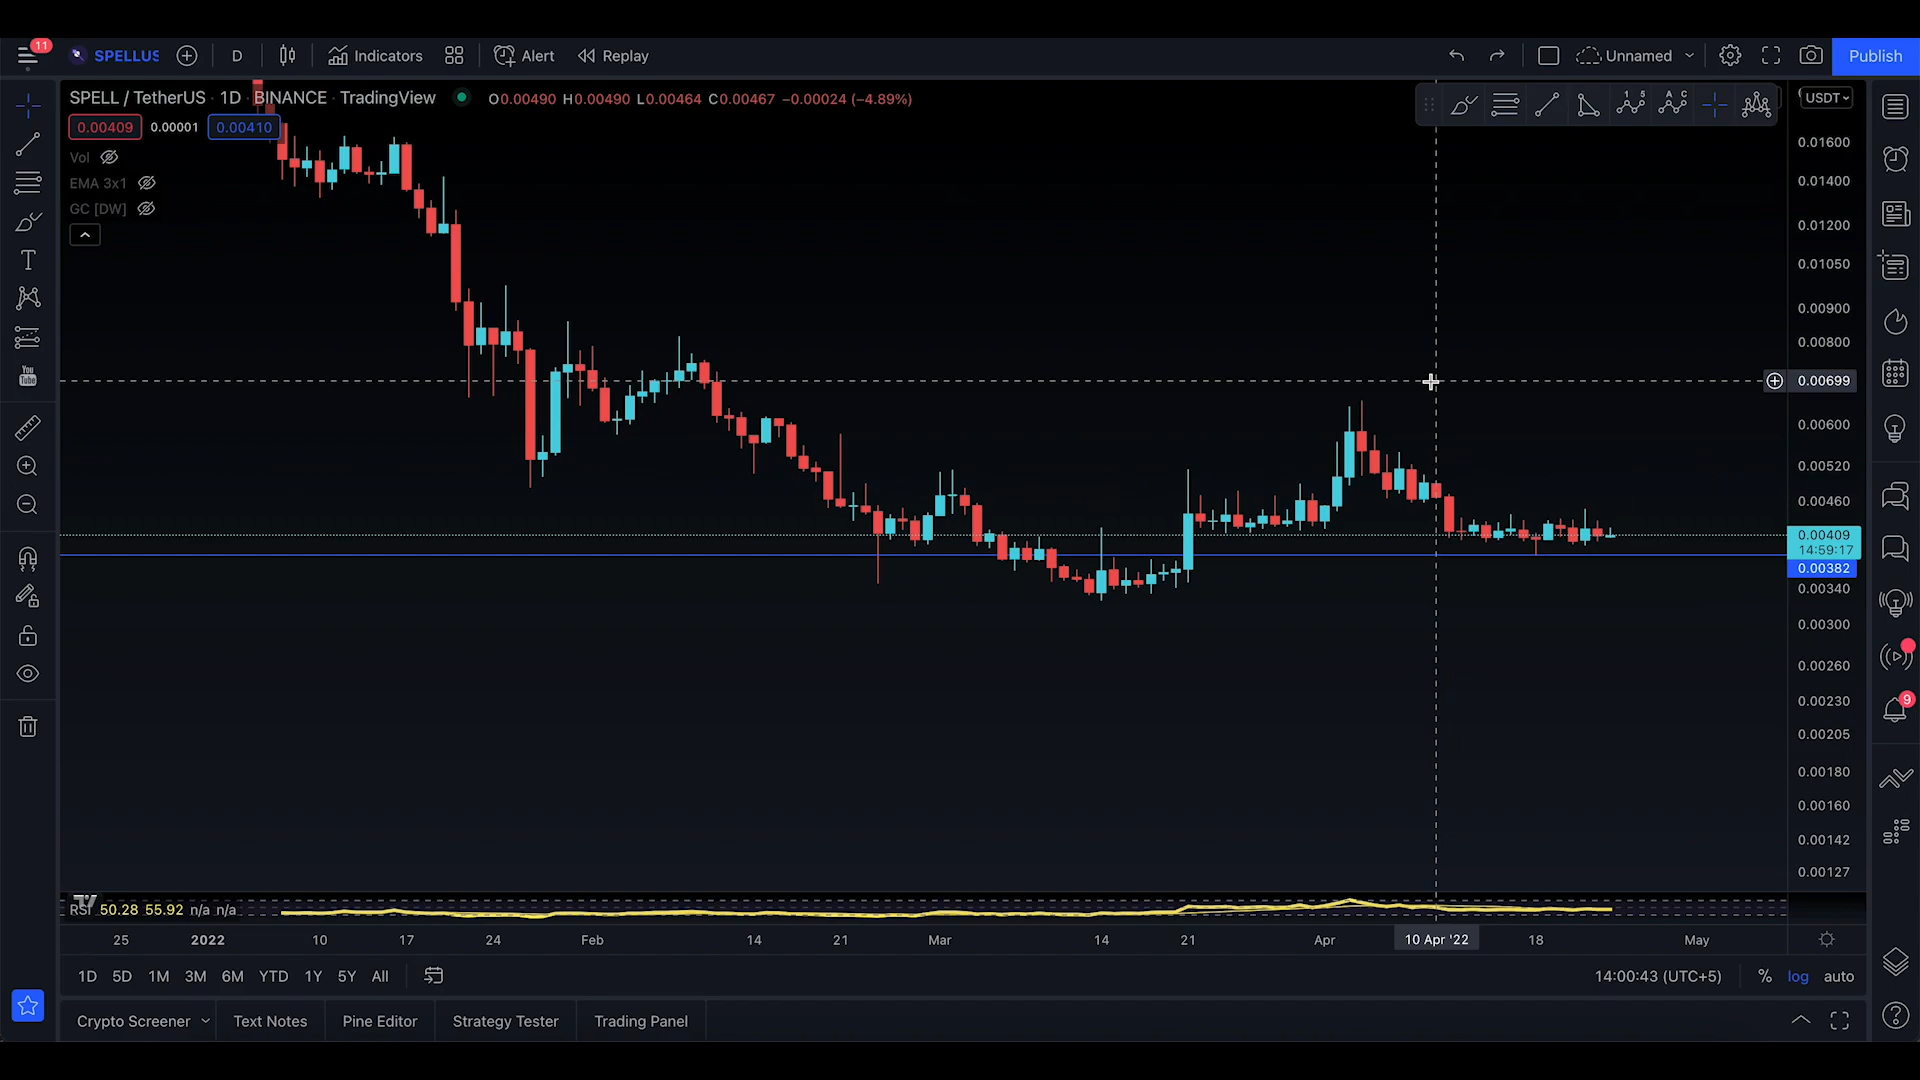 11
SPELLUS
D
Indicators
Alert
Replay
Unnamed
Publish
SPELL / TetherUS · 1D · BINANCE · TradingView
O0.00490 H0.00490 L0.00464 C0.00467 −0.00024 (−4.89%)
USDT
0.00409
0.00001
0.00410
Vol
EMA 3x1
GC [DW]
T
You
Tube
1 5
A C
0.01600
0.01400
0.01200
0.01050
0.00900
0.00800
0.00699
0.00600
0.00520
0.00460
0.00409
14:59:17
0.00382
0.00340
0.00300
0.00260
0.00230
0.00205
0.00180
0.00160
0.00142
0.00127
9
RSI 50.28 55.92 n/a n/a
25
2022
10
17
24
Feb
14
21
Mar
14
21
Apr
10 Apr '22
18
May
1D 5D 1M 3M 6M YTD 1Y 5Y All
14:00:43 (UTC+5)
%
log
auto
Crypto Screener
Text Notes
Pine Editor
Strategy Tester
Trading Panel